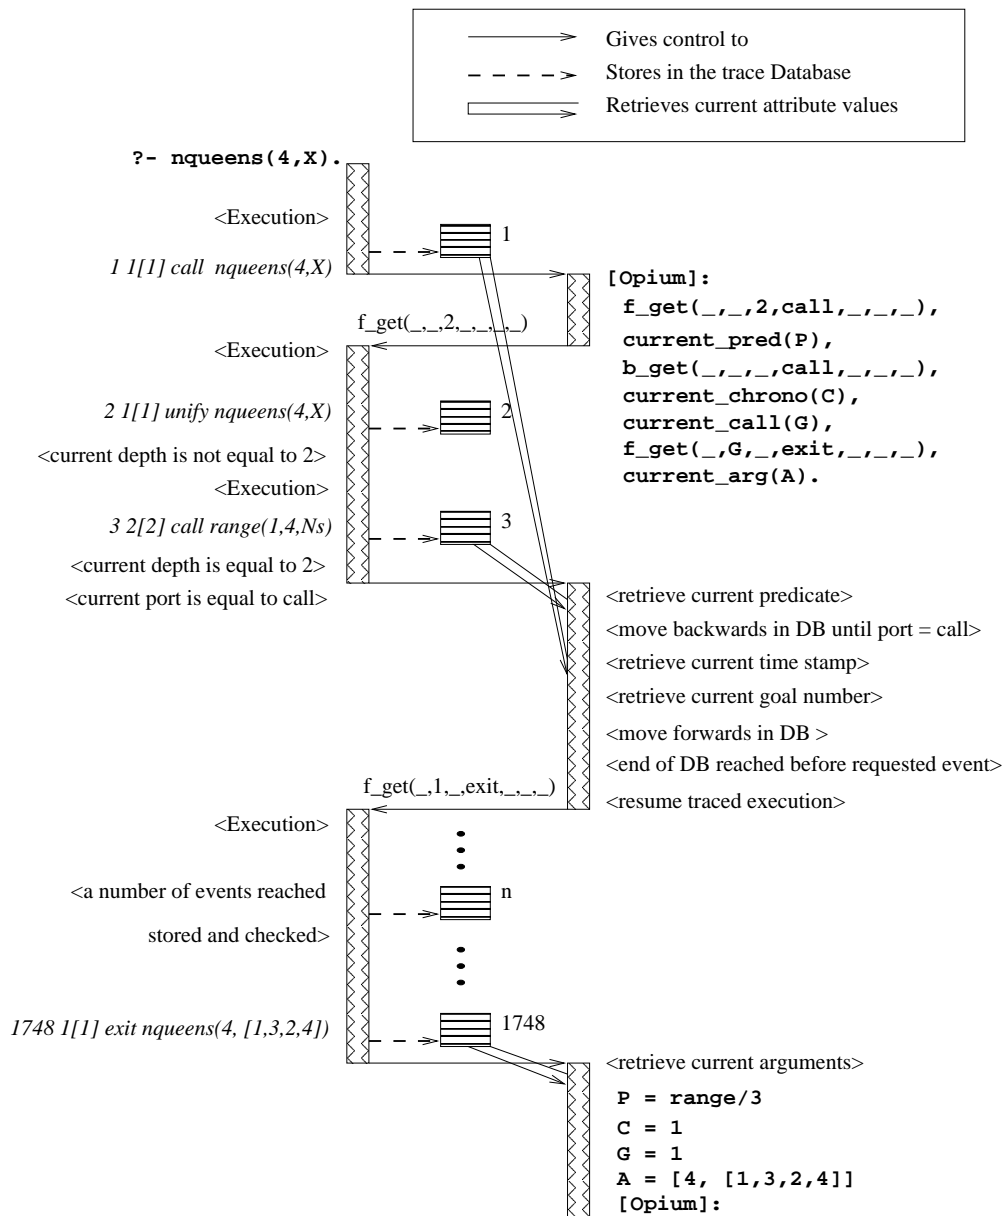 Gives control to
Stores in the trace Database
Retrieves current attribute values
?- nqueens(4,X).
<Execution>
1
1 1[1] call nqueens(4,X)
[Opium]:
f_get(_,_,2,call,_,_,_),
f_get(_,_,2,_,_,_,_)
current_pred(P),
<Execution>
b_get(_,_,_,call,_,_,_),
current_chrono(C),
2 1[1] unify nqueens(4,X)
2
current_call(G),
<current depth is not equal to 2>
f_get(_,G,_,exit,_,_,_),
current_arg(A).
<Execution>
3 2[2] call range(1,4,Ns)
3
<current depth is equal to 2>
<current port is equal to call>
<retrieve current predicate>
<move backwards in DB until port = call>
<retrieve current time stamp>
<retrieve current goal number>
<move forwards in DB >
<end of DB reached before requested event>
f_get(_,1,_,exit,_,_,_)
<resume traced execution>
<Execution>
<a number of events reached
n
stored and checked>
1748 1[1] exit nqueens(4, [1,3,2,4])
1748
<retrieve current arguments>
P = range/3
C = 1
G = 1
A = [4, [1,3,2,4]]
[Opium]: